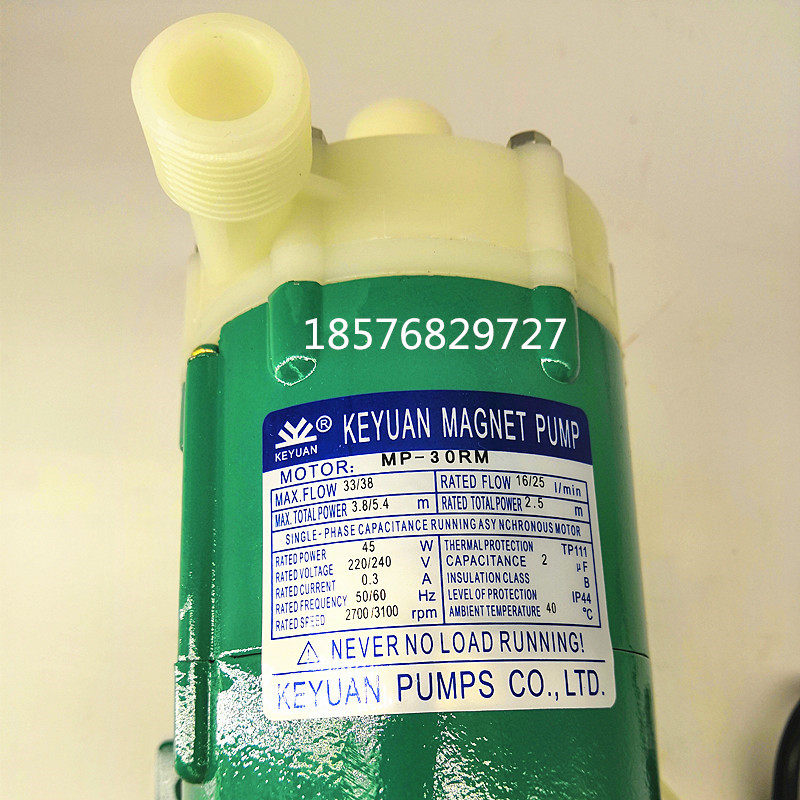 18576829727
KEYUAN ® KEYUAN MAGNET PUMP
MOTOR: MP-30RM
MAX.FLOW 33/38 l/min RATED FLOW 16/25 l/min
MAX.TOTAL POWER 3.8/5.4 m RATED TOTAL POWER 2.5 m
SINGLE-PHASE CAPACITANCE RUNNING ASY NCHRONOUS MOTOR
RATED POWER 45 W THERMAL PROTECTION TP111
RATED VOLTAGE 220/240 V CAPACITANCE 2 μF
RATED CURRENT 0.3 A INSULATION CLASS B
RATED FREQUENCY 50/60 Hz LEVEL OF PROTECTION IP44
RATED SPEED 2700/3100 rpm AMBIENT TEMPERATURE 40 °C
NEVER NO LOAD RUNNING!
KEYUAN PUMPS CO.,LTD.